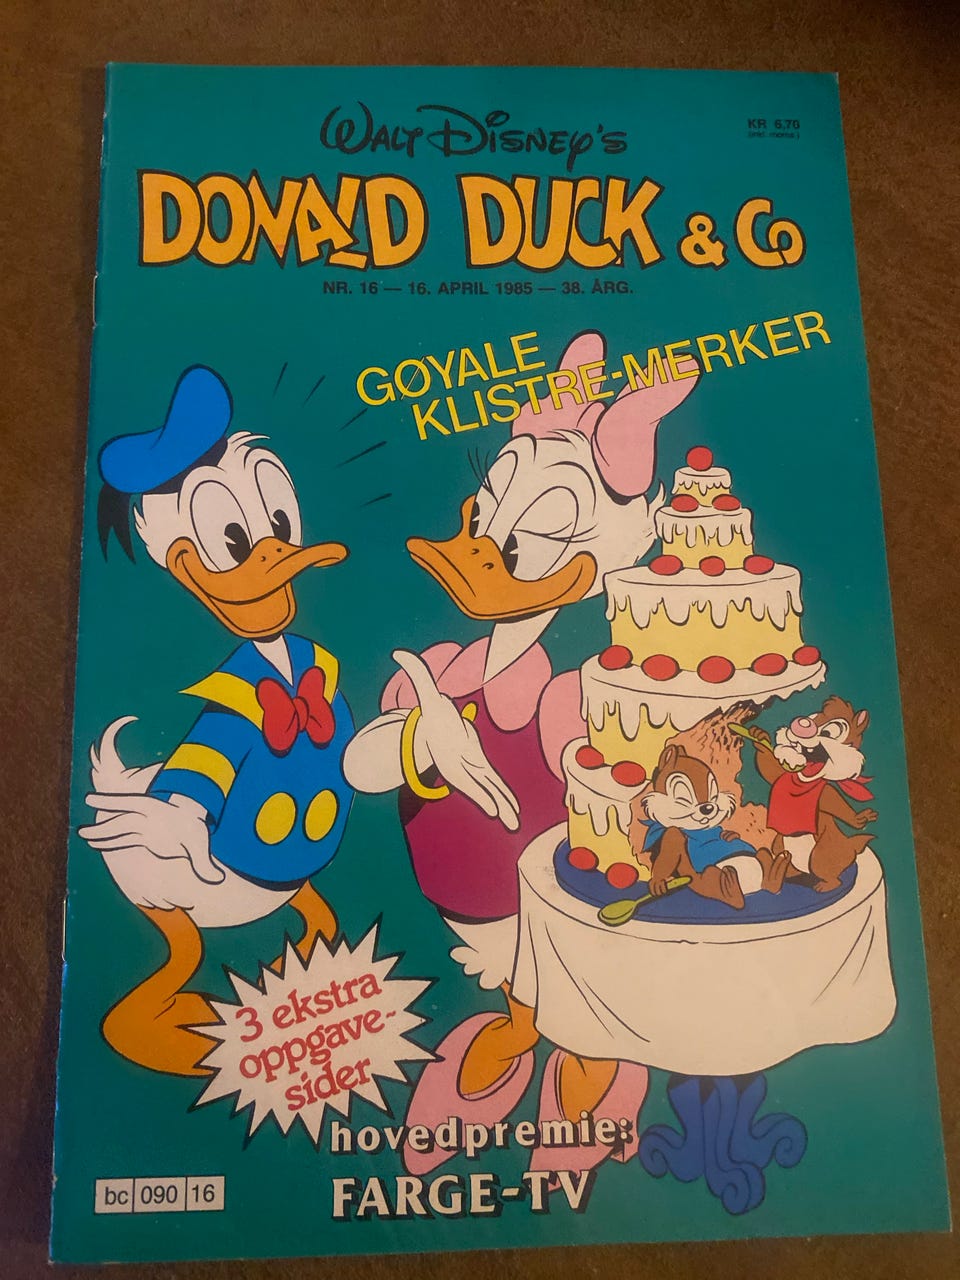 WALT DISNEY'S
KR 6,70
(inkl. moms.)
DONALD DUCK & Co
NR. 16 — 16. APRIL 1985 — 38. ÅRG.
GØYALE
KLISTRE-MERKER
3 ekstra
oppgave-
sider
hovedpremie:
FARGE-TV
bc 090 16